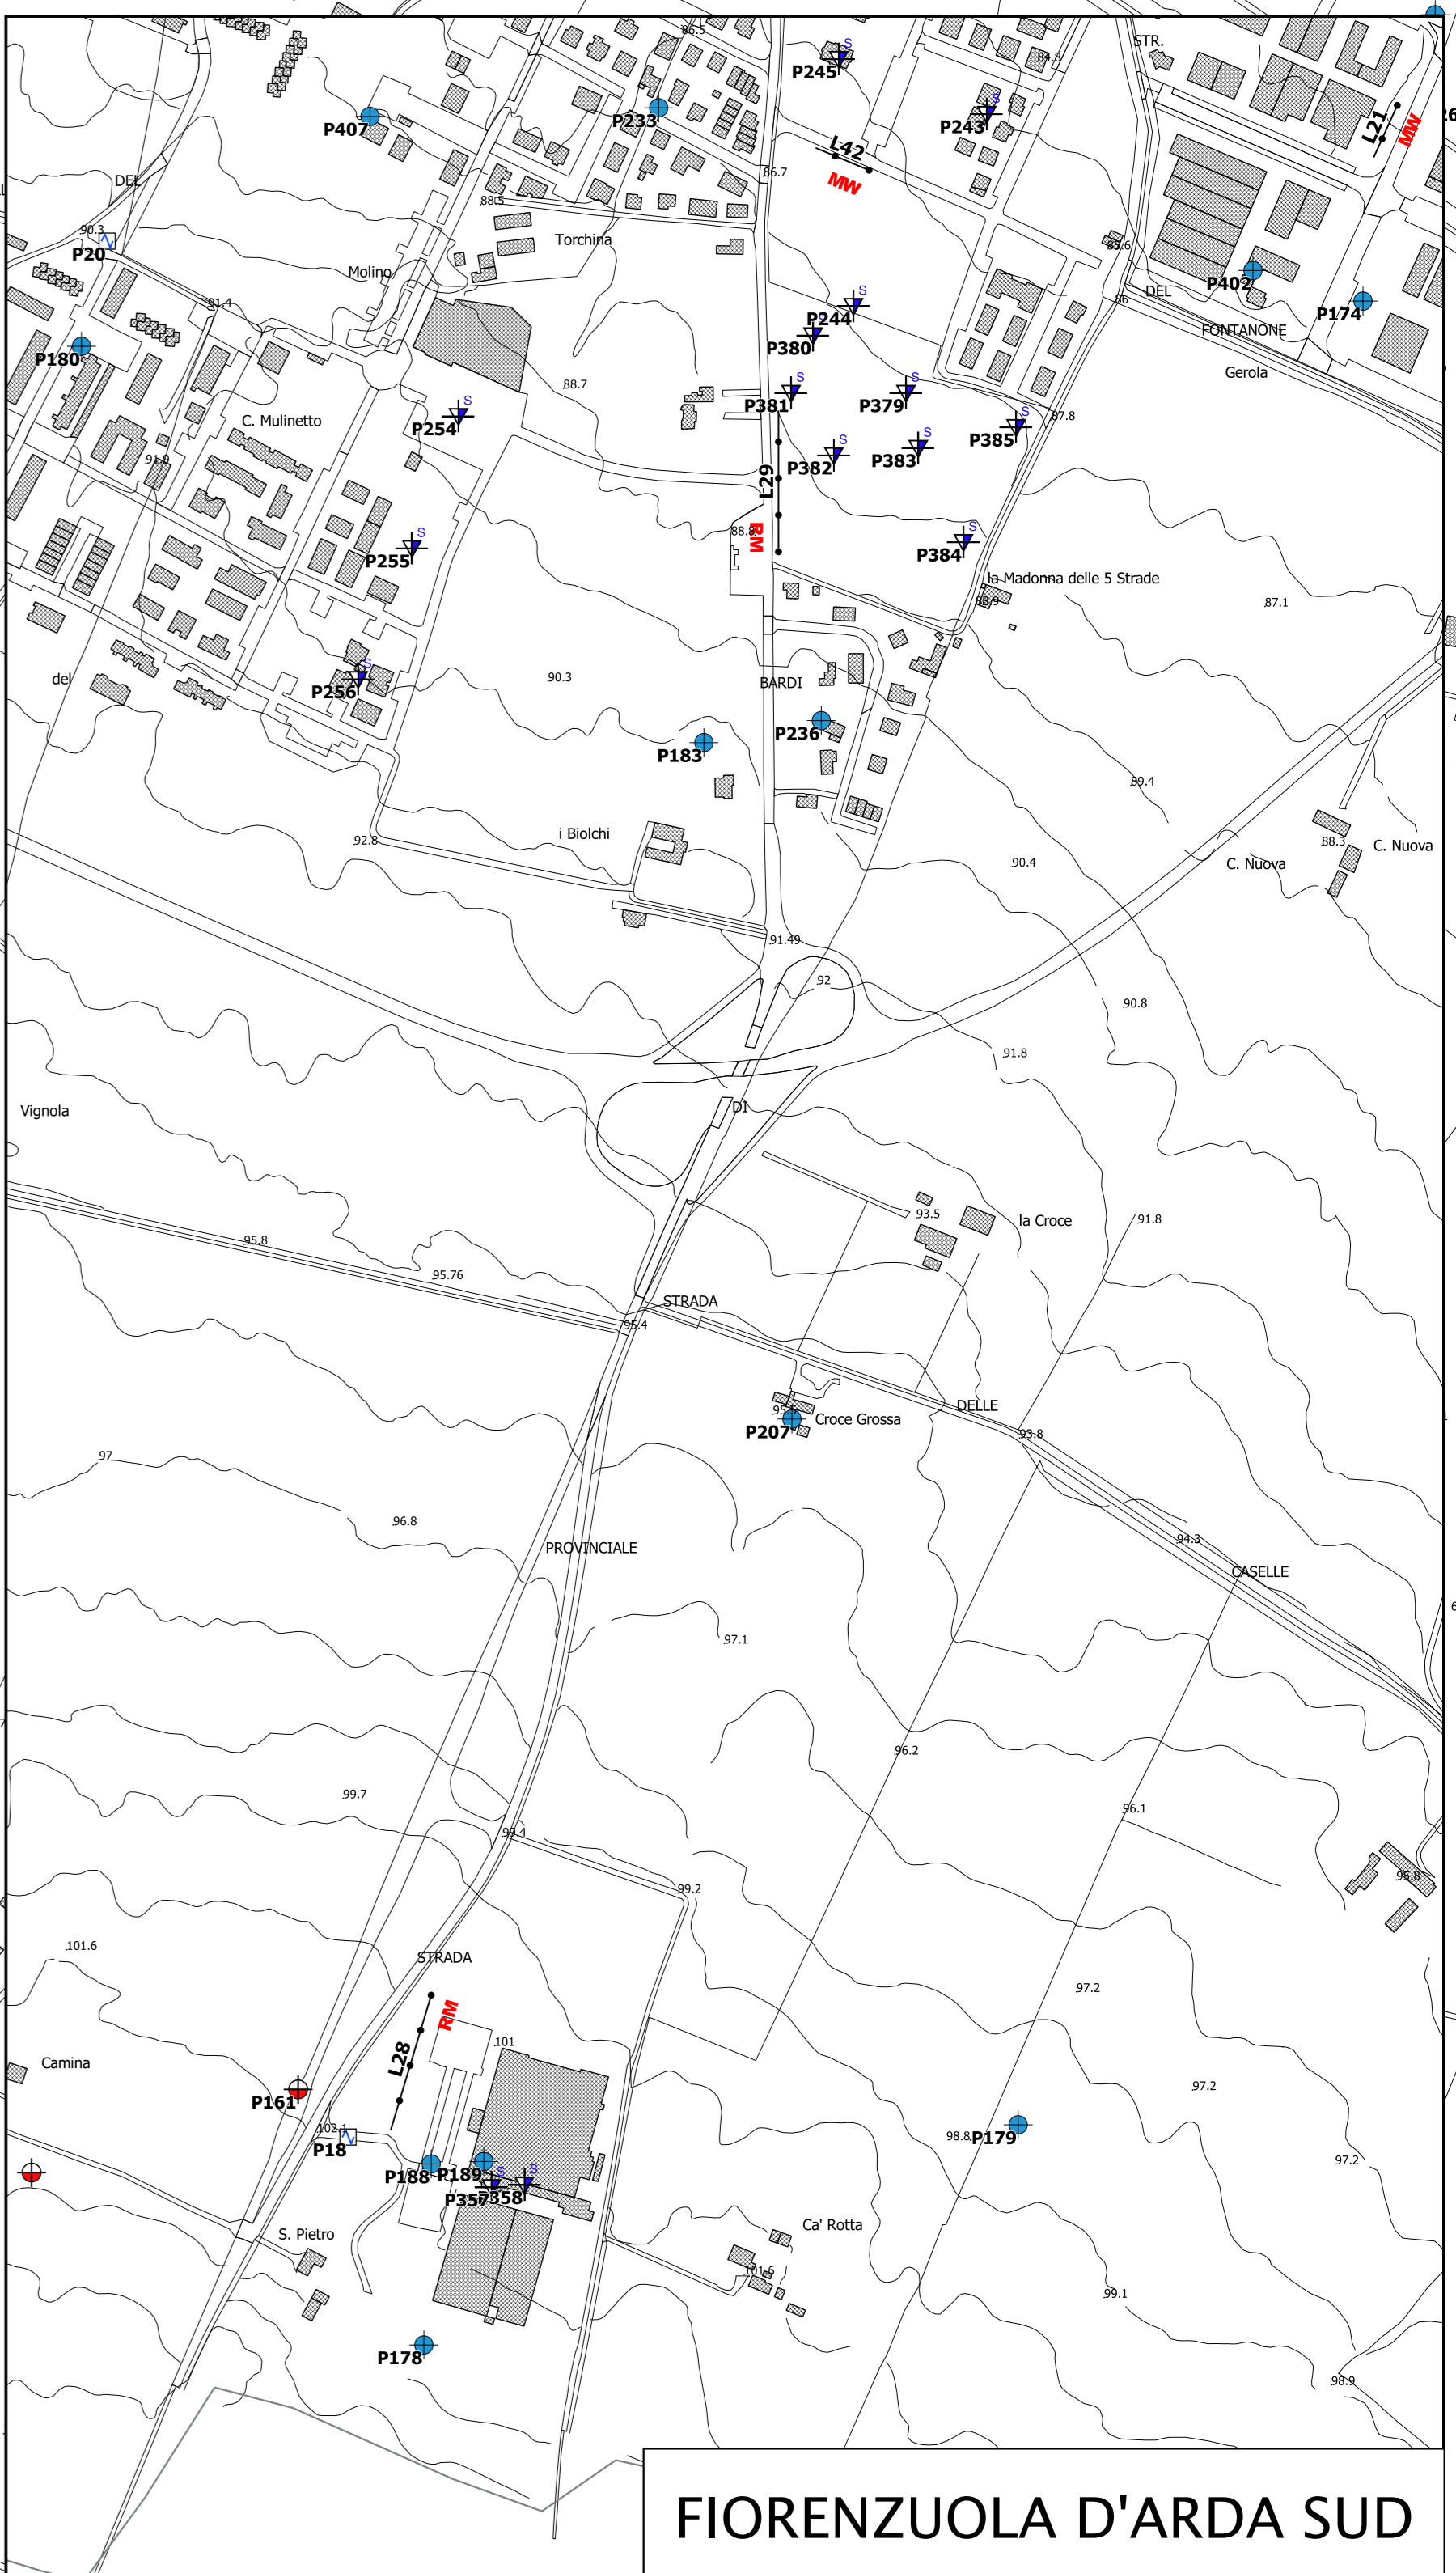 86.5
STR.
84.8
S
P245
S
P243
L21
MW
P407
P233
L42
MW
86.7
DEL
88.5
90.3
P20
Torchina
Molino
85.6
P402
DEL
86
P174
91.4
S
P244
FONTANONE
P180
S
P380
Gerola
88.7
S
P381
S
P379
C. Mulinetto
S
P254
87.8
S
P385
91.9
S
P382
S
P383
L29
RM
S
P255
S
P384
la Madonna delle 5 Strade
88.9
87.1
del
S
P256
90.3
BARDI
P236
P183
89.4
i Biolchi
92.8
88.3
C. Nuova
C. Nuova
90.4
91.49
92
90.8
91.8
Vignola
DI
93.5
la Croce
91.8
95.8
95.76
STRADA
95.4
DELLE
Croce Grossa
P207
93.8
97
96.8
94.3
PROVINCIALE
CASELLE
97.1
96.2
99.7
96.1
99.4
95.8
99.2
101.6
STRADA
97.2
RM
101
L28
Camina
97.2
P161
102.1
P18
98.8
P179
97.2
P188
P189
S
P357
S
358
S. Pietro
Ca' Rotta
101.6
99.1
P178
98.9
FIORENZUOLA D'ARDA SUD